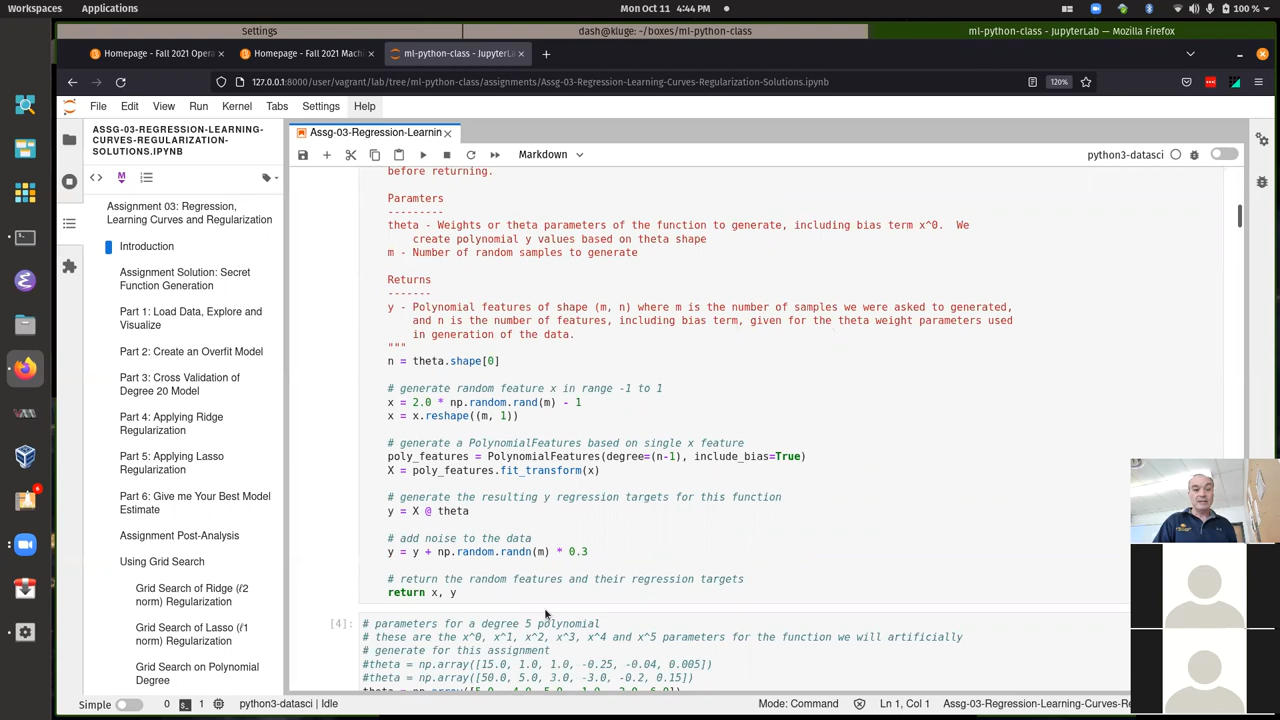 Workspaces
Applications
Mon Oct 11  4:44 PM
100 %
Settings
dash@kluge: ~/boxes/ml-python-class
ml-python-class - JupyterLab — Mozilla Firefox
Homepage - Fall 2021 Opera
Homepage - Fall 2021 Machi
ml-python-class - JupyterLab
127.0.0.1:8000/user/vagrant/lab/tree/ml-python-class/assignments/Assg-03-Regression-Learning-Curves-Regularization-Solutions.ipynb
120%
File Edit View Run Kernel Tabs Settings Help
ASSG-03-REGRESSION-LEARNING-
CURVES-REGULARIZATION-
SOLUTIONS.IPYNB
Assignment 03: Regression,
Learning Curves and Regularization
Introduction
Assignment Solution: Secret
Function Generation
Part 1: Load Data, Explore and
Visualize
Part 2: Create an Overfit Model
Part 3: Cross Validation of
Degree 20 Model
Part 4: Applying Ridge
Regularization
Part 5: Applying Lasso
Regularization
Part 6: Give me Your Best Model
Estimate
Assignment Post-Analysis
Using Grid Search
Grid Search of Ridge (ℓ2
norm) Regularization
Grid Search of Lasso (ℓ1
norm) Regularization
Grid Search on Polynomial
Degree
Assg-03-Regression-Learnin
Markdown
python3-datasci
before returning.
Paramters
---------
theta - Weights or theta parameters of the function to generate, including bias term x^0.  We
create polynomial y values based on theta shape
m - Number of random samples to generate
Returns
-------
y - Polynomial features of shape (m, n) where m is the number of samples we were asked to generated,
and n is the number of features, including bias term, given for the theta weight parameters used
in generation of the data.
"""
n = theta.shape[0]
# generate random feature x in range -1 to 1
x = 2.0 * np.random.rand(m) - 1
x = x.reshape((m, 1))
# generate a PolynomialFeatures based on single x feature
poly_features = PolynomialFeatures(degree=(n-1), include_bias=True)
X = poly_features.fit_transform(x)
# generate the resulting y regression targets for this function
y = X @ theta
# add noise to the data
y = y + np.random.randn(m) * 0.3
# return the random features and their regression targets
return x, y
[4]:
# parameters for a degree 5 polynomial
# these are the x^0, x^1, x^2, x^3, x^4 and x^5 parameters for the function we will artificially
# generate for this assignment
#theta = np.array([15.0, 1.0, 1.0, -0.25, -0.04, 0.005])
#theta = np.array([50.0, 5.0, 3.0, -3.0, -0.2, 0.15])
Simple
0
1
python3-datasci | Idle
Mode: Command
Ln 1, Col 1
Assg-03-Regression-Learning-Curves-Re